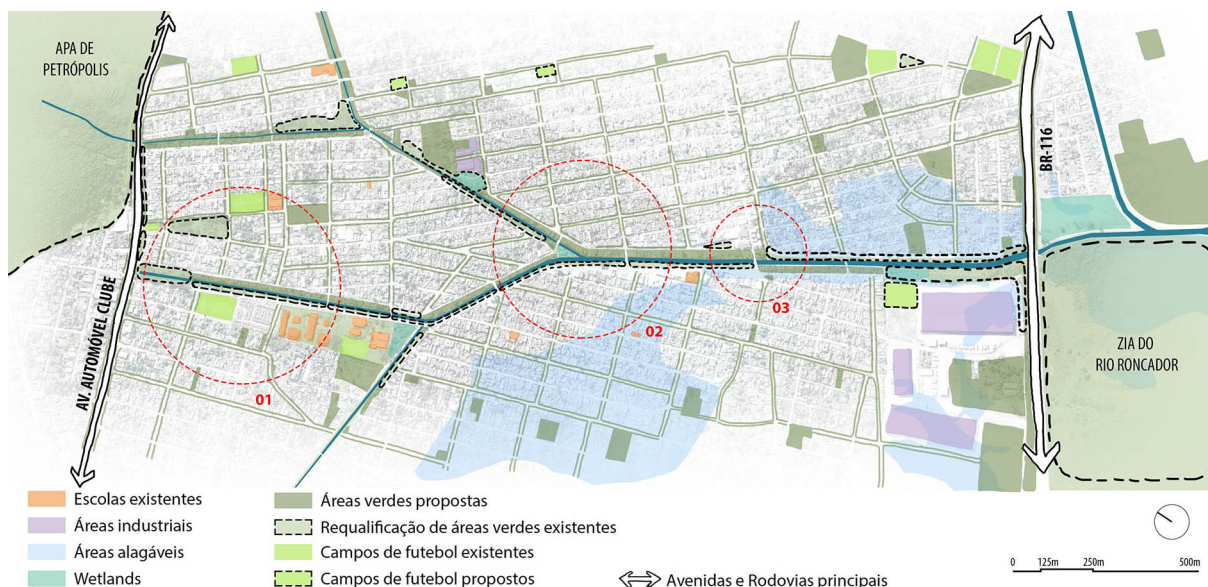 APA DE
PETRÓPOLIS
AV. AUTOMÓVEL CLUBE
BR-116
ZIA DO
RIO RONCADOR
01
02
03
Escolas existentes
Áreas industriais
Áreas alagáveis
Wetlands
Áreas verdes propostas
Requalificação de áreas verdes existentes
Campos de futebol existentes
Campos de futebol propostos
Avenidas e Rodovias principais
0 125m 250m 500m